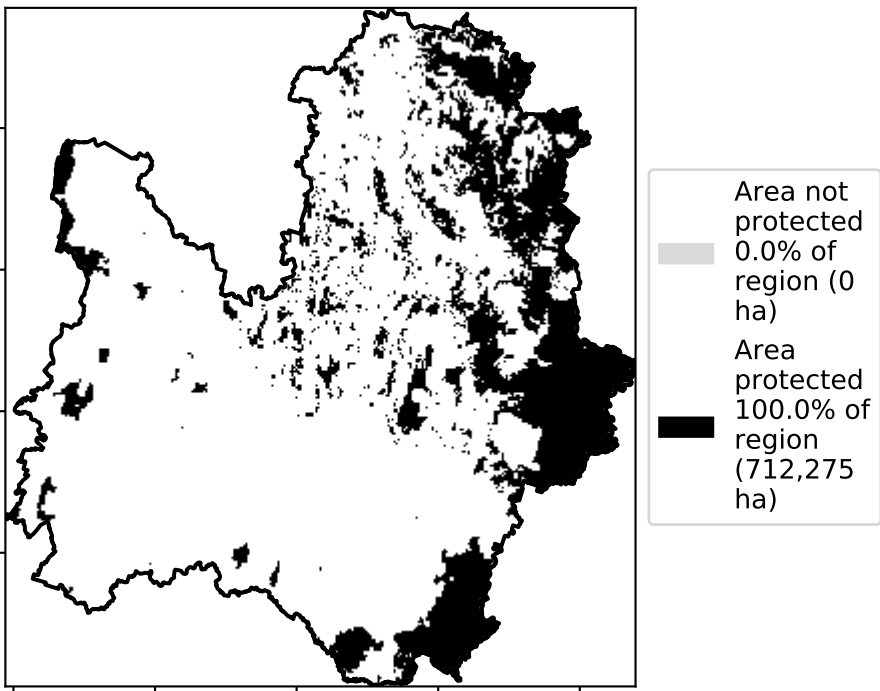 Area not
protected
0.0% of
region (0
ha)
Area
protected
100.0% of
region
(712,275
ha)